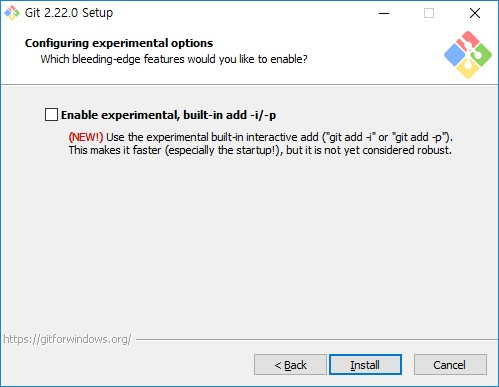 Git 2.22.0 Setup
Configuring experimental options
Which bleeding-edge features would you like to enable?
Enable experimental, built-in add -i/-p
(NEW!) Use the experimental built-in interactive add ("git add -i" or "git add -p").
This makes it faster (especially the startup!), but it is not yet considered robust.
https://gitforwindows.org/
< Back
Install
Cancel